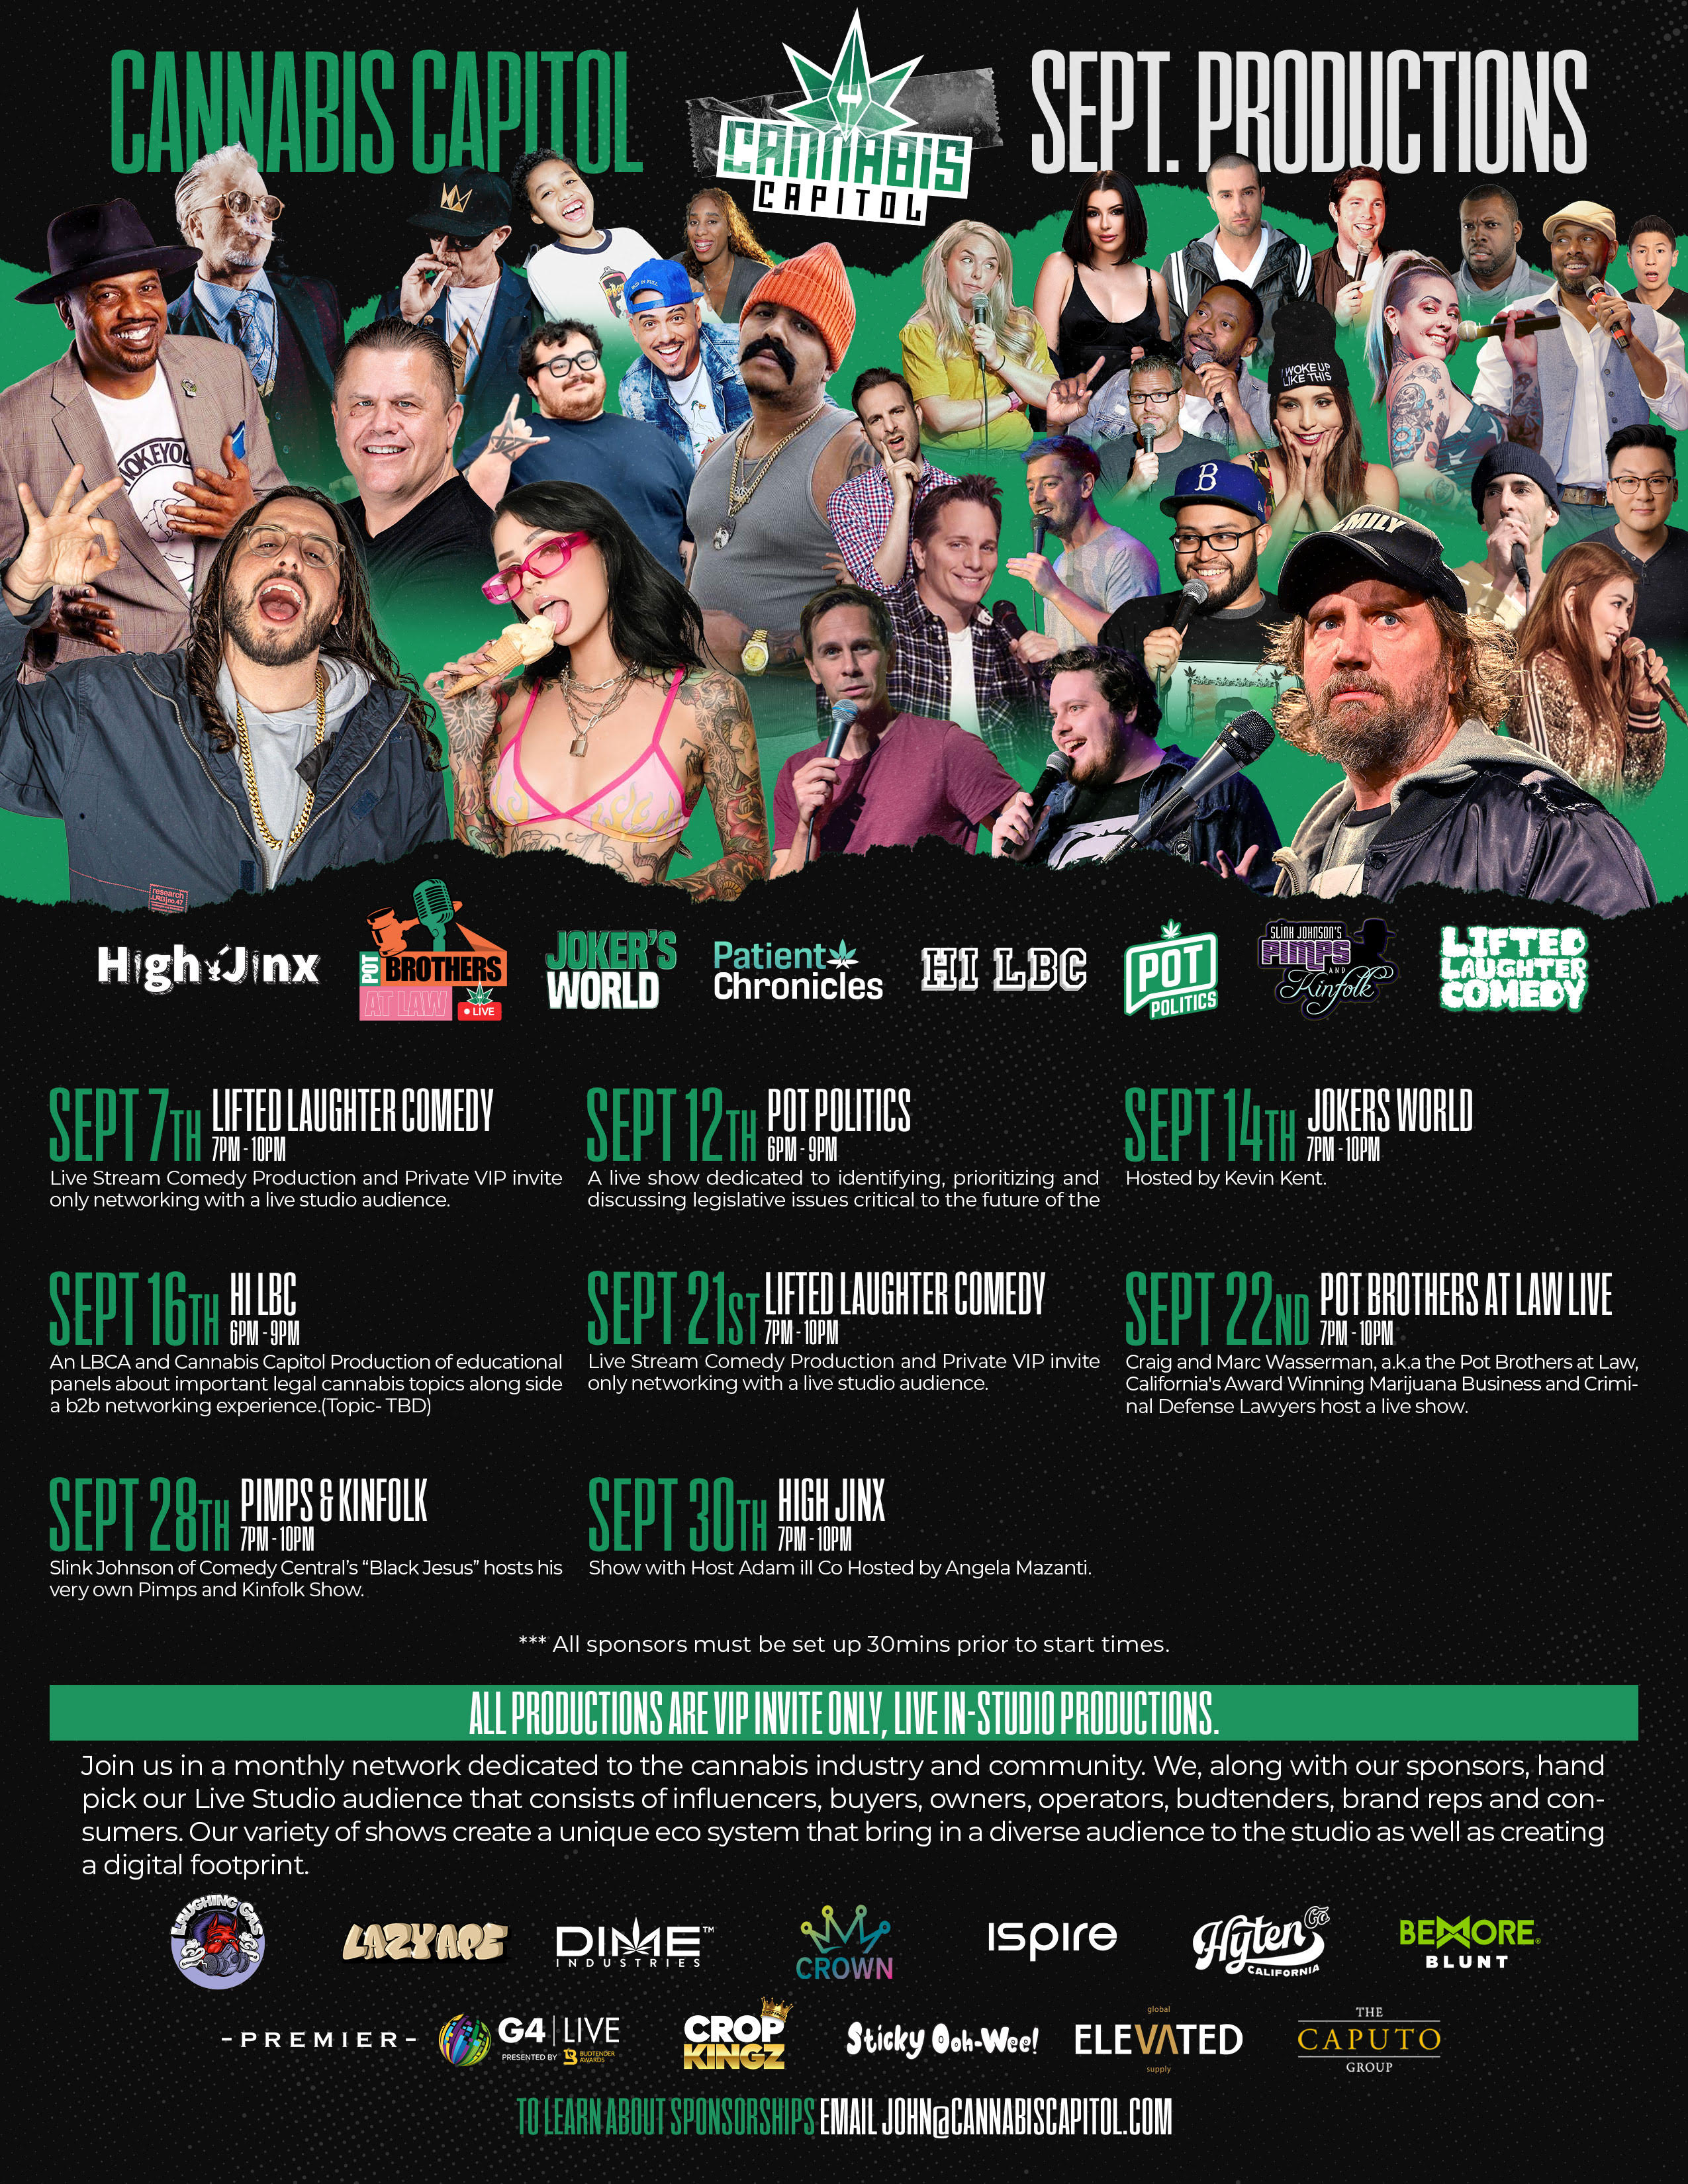 CANNABIS CAPITOL
CANNABIS
CAPITOL
SEPT. PRODUCTIONS
I WOKE UP
LIKE THIS
B
research
LRB|no.47
High Jinx
POT BROTHERS
AT LAW
LIVE
JOKER'S
WORLD
Patient
Chronicles
HI LBC
POT
POLITICS
SLINK JOHNSON'S
PIMPS
AND
Kinfolk
LIFTED
LAUGHTER
COMEDY
SEPT 7TH LIFTED LAUGHTER COMEDY
7PM - 10PM
Live Stream Comedy Production and Private VIP invite
only networking with a live studio audience.
SEPT 12TH POT POLITICS
6PM - 9PM
A live show dedicated to identifying, prioritizing and
discussing legislative issues critical to the future of the
SEPT 14TH JOKERS WORLD
7PM - 10PM
Hosted by Kevin Kent.
SEPT 16TH HI LBC
6PM - 9PM
An LBCA and Cannabis Capitol Production of educational
panels about important legal cannabis topics along side
a b2b networking experience.(Topic- TBD)
SEPT 21ST LIFTED LAUGHTER COMEDY
7PM - 10PM
Live Stream Comedy Production and Private VIP invite
only networking with a live studio audience.
SEPT 22ND POT BROTHERS AT LAW LIVE
7PM - 10PM
Craig and Marc Wasserman, a.k.a the Pot Brothers at Law,
California's Award Winning Marijuana Business and Crimi-
nal Defense Lawyers host a live show.
SEPT 28TH PIMPS & KINFOLK
7PM - 10PM
Slink Johnson of Comedy Central's “Black Jesus” hosts his
very own Pimps and Kinfolk Show.
SEPT 30TH HIGH JINX
7PM - 10PM
Show with Host Adam ill Co Hosted by Angela Mazanti.
*** All sponsors must be set up 30mins prior to start times.
ALL PRODUCTIONS ARE VIP INVITE ONLY, LIVE IN-STUDIO PRODUCTIONS.
Join us in a monthly network dedicated to the cannabis industry and community. We, along with our sponsors, hand
pick our Live Studio audience that consists of influencers, buyers, owners, operators, budtenders, brand reps and con-
sumers. Our variety of shows create a unique eco system that bring in a diverse audience to the studio as well as creating
a digital footprint.
LAUGHING GAS
LAZY APE
DIME™
INDUSTRIES
CROWN
ISPIRE
Hyten Co
CALIFORNIA
BEMORE®
BLUNT
-PREMIER-
G4 | LIVE
PRESENTED BY BUDTENDER
AWARDS
CROP
KINGZ
Sticky Ooh-Wee!
global
ELEVATED
supply
THE
CAPUTO
GROUP
TO LEARN ABOUT SPONSORSHIPS EMAIL JOHN@CANNABISCAPITOL.COM